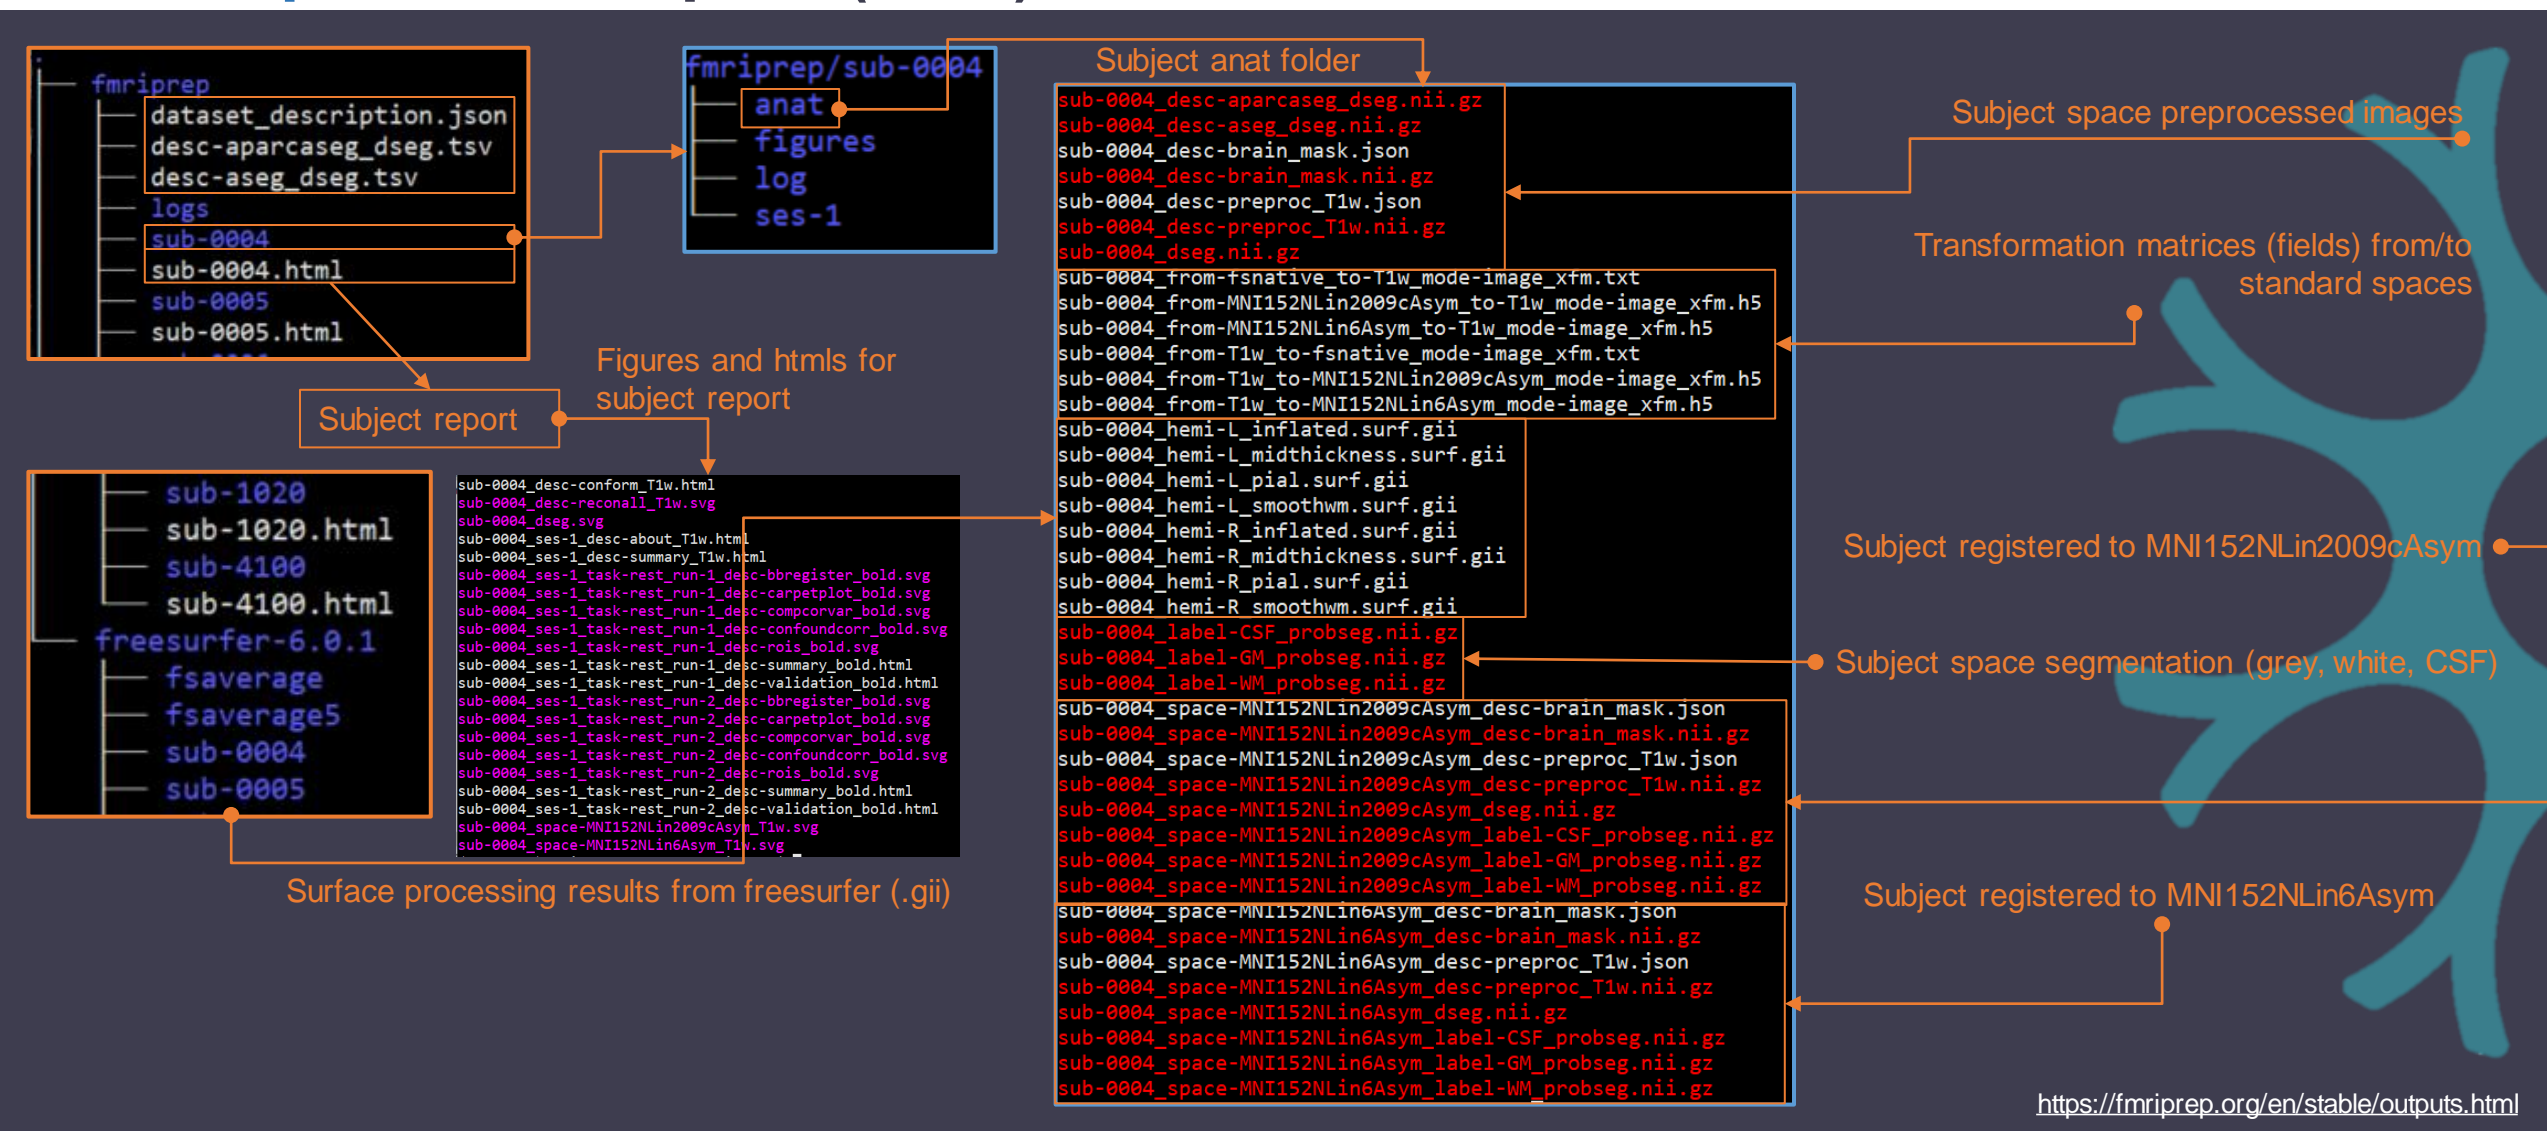 fmriprep
dataset_description.json
desc-aparcaseg_dseg.tsv
desc-aseg_dseg.tsv
logs
sub-0004
sub-0004.html
sub-0005
sub-0005.html
fmriprep/sub-0004
anat
figures
log
ses-1
Subject report
Figures and htmls for
subject report
sub-1020
sub-1020.html
sub-4100
sub-4100.html
freesurfer-6.0.1
fsaverage
fsaverage5
sub-0004
sub-0005
sub-0004_desc-conform_T1w.html
sub-0004_desc-reconall_T1w.svg
sub-0004_dseg.svg
sub-0004_ses-1_desc-about_T1w.html
sub-0004_ses-1_desc-summary_T1w.html
sub-0004_ses-1_task-rest_run-1_desc-bbregister_bold.svg
sub-0004_ses-1_task-rest_run-1_desc-carpetplot_bold.svg
sub-0004_ses-1_task-rest_run-1_desc-compcorvar_bold.svg
sub-0004_ses-1_task-rest_run-1_desc-confoundcorr_bold.svg
sub-0004_ses-1_task-rest_run-1_desc-rois_bold.svg
sub-0004_ses-1_task-rest_run-1_desc-summary_bold.html
sub-0004_ses-1_task-rest_run-1_desc-validation_bold.html
sub-0004_ses-1_task-rest_run-2_desc-bbregister_bold.svg
sub-0004_ses-1_task-rest_run-2_desc-carpetplot_bold.svg
sub-0004_ses-1_task-rest_run-2_desc-compcorvar_bold.svg
sub-0004_ses-1_task-rest_run-2_desc-confoundcorr_bold.svg
sub-0004_ses-1_task-rest_run-2_desc-rois_bold.svg
sub-0004_ses-1_task-rest_run-2_desc-summary_bold.html
sub-0004_ses-1_task-rest_run-2_desc-validation_bold.html
sub-0004_space-MNI152NLin2009cAsym_T1w.svg
sub-0004_space-MNI152NLin6Asym_T1w.svg
Surface processing results from freesurfer (.gii)
Subject anat folder
sub-0004_desc-aparcaseg_dseg.nii.gz
sub-0004_desc-aseg_dseg.nii.gz
sub-0004_desc-brain_mask.json
sub-0004_desc-brain_mask.nii.gz
sub-0004_desc-preproc_T1w.json
sub-0004_desc-preproc_T1w.nii.gz
sub-0004_dseg.nii.gz
sub-0004_from-fsnative_to-T1w_mode-image_xfm.txt
sub-0004_from-MNI152NLin2009cAsym_to-T1w_mode-image_xfm.h5
sub-0004_from-MNI152NLin6Asym_to-T1w_mode-image_xfm.h5
sub-0004_from-T1w_to-fsnative_mode-image_xfm.txt
sub-0004_from-T1w_to-MNI152NLin2009cAsym_mode-image_xfm.h5
sub-0004_from-T1w_to-MNI152NLin6Asym_mode-image_xfm.h5
sub-0004_hemi-L_inflated.surf.gii
sub-0004_hemi-L_midthickness.surf.gii
sub-0004_hemi-L_pial.surf.gii
sub-0004_hemi-L_smoothwm.surf.gii
sub-0004_hemi-R_inflated.surf.gii
sub-0004_hemi-R_midthickness.surf.gii
sub-0004_hemi-R_pial.surf.gii
sub-0004_hemi-R_smoothwm.surf.gii
sub-0004_label-CSF_probseg.nii.gz
sub-0004_label-GM_probseg.nii.gz
sub-0004_label-WM_probseg.nii.gz
sub-0004_space-MNI152NLin2009cAsym_desc-brain_mask.json
sub-0004_space-MNI152NLin2009cAsym_desc-brain_mask.nii.gz
sub-0004_space-MNI152NLin2009cAsym_desc-preproc_T1w.json
sub-0004_space-MNI152NLin2009cAsym_desc-preproc_T1w.nii.gz
sub-0004_space-MNI152NLin2009cAsym_dseg.nii.gz
sub-0004_space-MNI152NLin2009cAsym_label-CSF_probseg.nii.gz
sub-0004_space-MNI152NLin2009cAsym_label-GM_probseg.nii.gz
sub-0004_space-MNI152NLin2009cAsym_label-WM_probseg.nii.gz
sub-0004_space-MNI152NLin6Asym_desc-brain_mask.json
sub-0004_space-MNI152NLin6Asym_desc-brain_mask.nii.gz
sub-0004_space-MNI152NLin6Asym_desc-preproc_T1w.json
sub-0004_space-MNI152NLin6Asym_desc-preproc_T1w.nii.gz
sub-0004_space-MNI152NLin6Asym_dseg.nii.gz
sub-0004_space-MNI152NLin6Asym_label-CSF_probseg.nii.gz
sub-0004_space-MNI152NLin6Asym_label-GM_probseg.nii.gz
sub-0004_space-MNI152NLin6Asym_label-WM_probseg.nii.gz
Subject space preprocessed images
Transformation matrices (fields) from/to
standard spaces
Subject registered to MNI152NLin2009cAsym
Subject space segmentation (grey, white, CSF)
Subject registered to MNI152NLin6Asym
https://fmriprep.org/en/stable/outputs.html